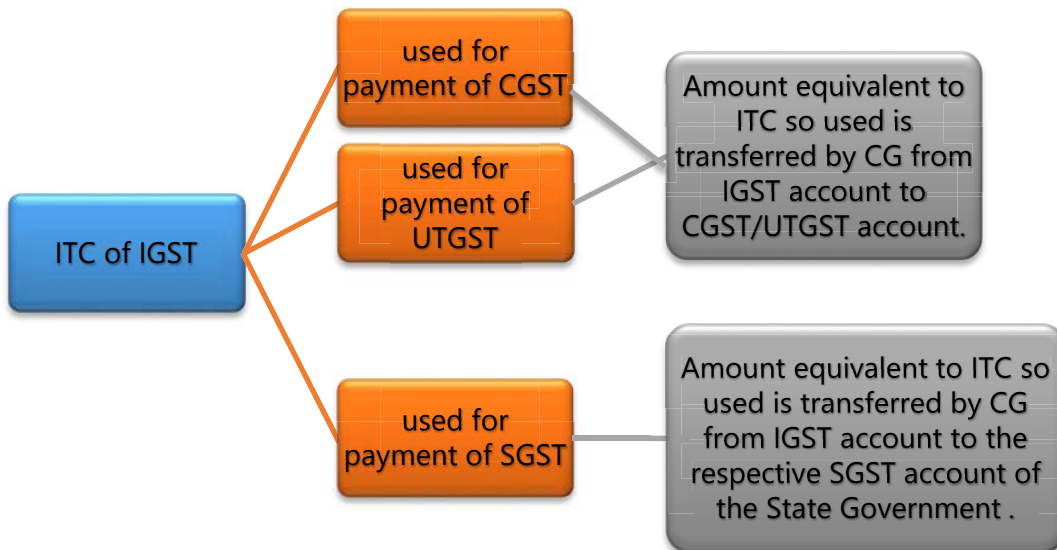 ITC of IGST
used for
payment of CGST
used for
payment of
UTGST
used for
payment of SGST
Amount equivalent to
ITC so used is
transferred by CG from
IGST account to
CGST/UTGST account.
Amount equivalent to ITC so
used is transferred by CG
from IGST account to the
respective SGST account of
the State Government .